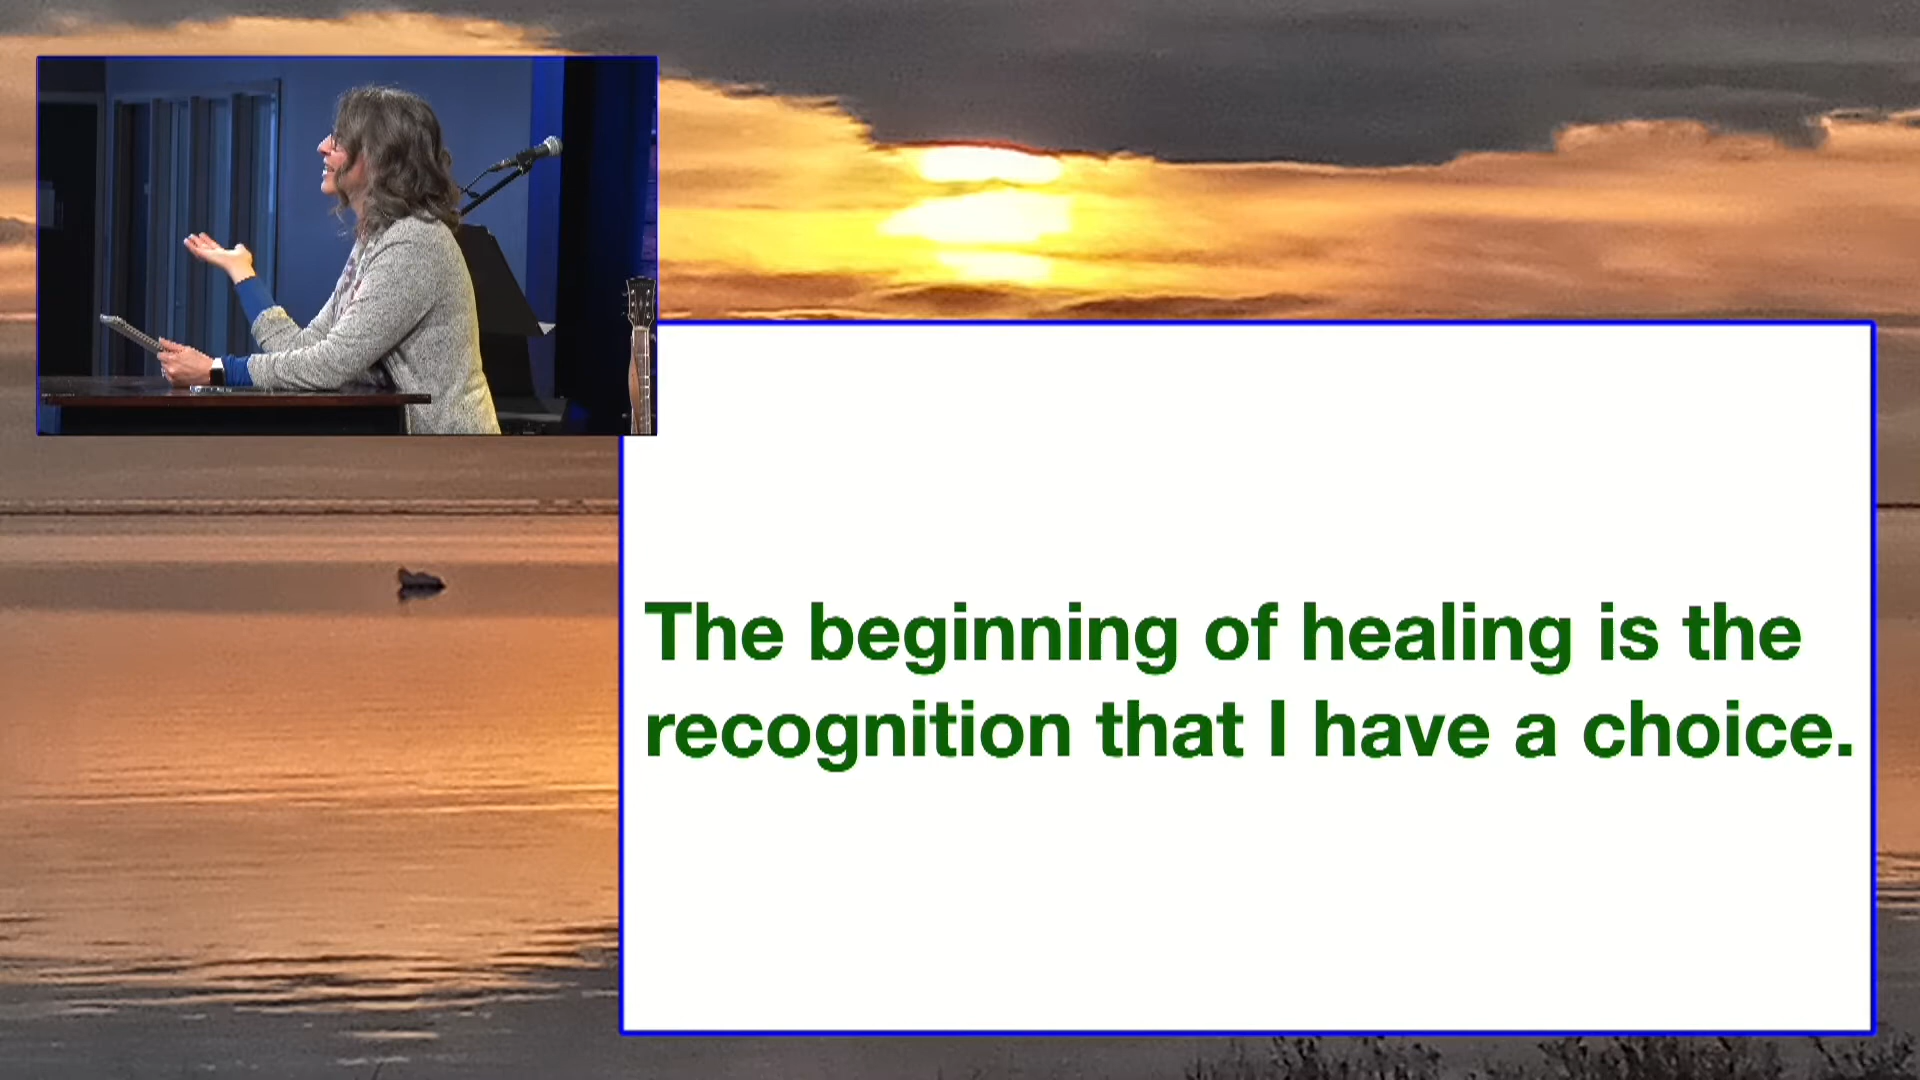 The beginning of healing is the
recognition that I have a choice.